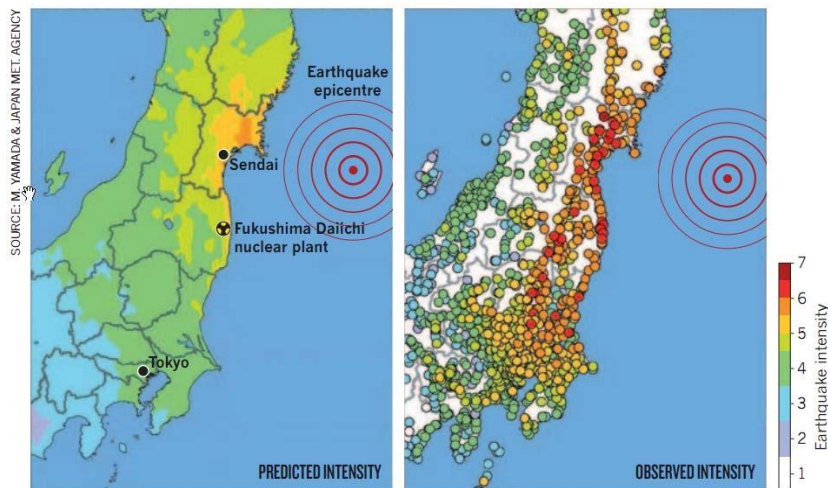 SOURCE: M. YAMADA & JAPAN MET. AGENCY
Earthquake
epicentre
Sendai
Fukushima Daiichi
nuclear plant
Tokyo
PREDICTED INTENSITY
OBSERVED INTENSITY
7
6
5
4
3
2
1
Earthquake intensity